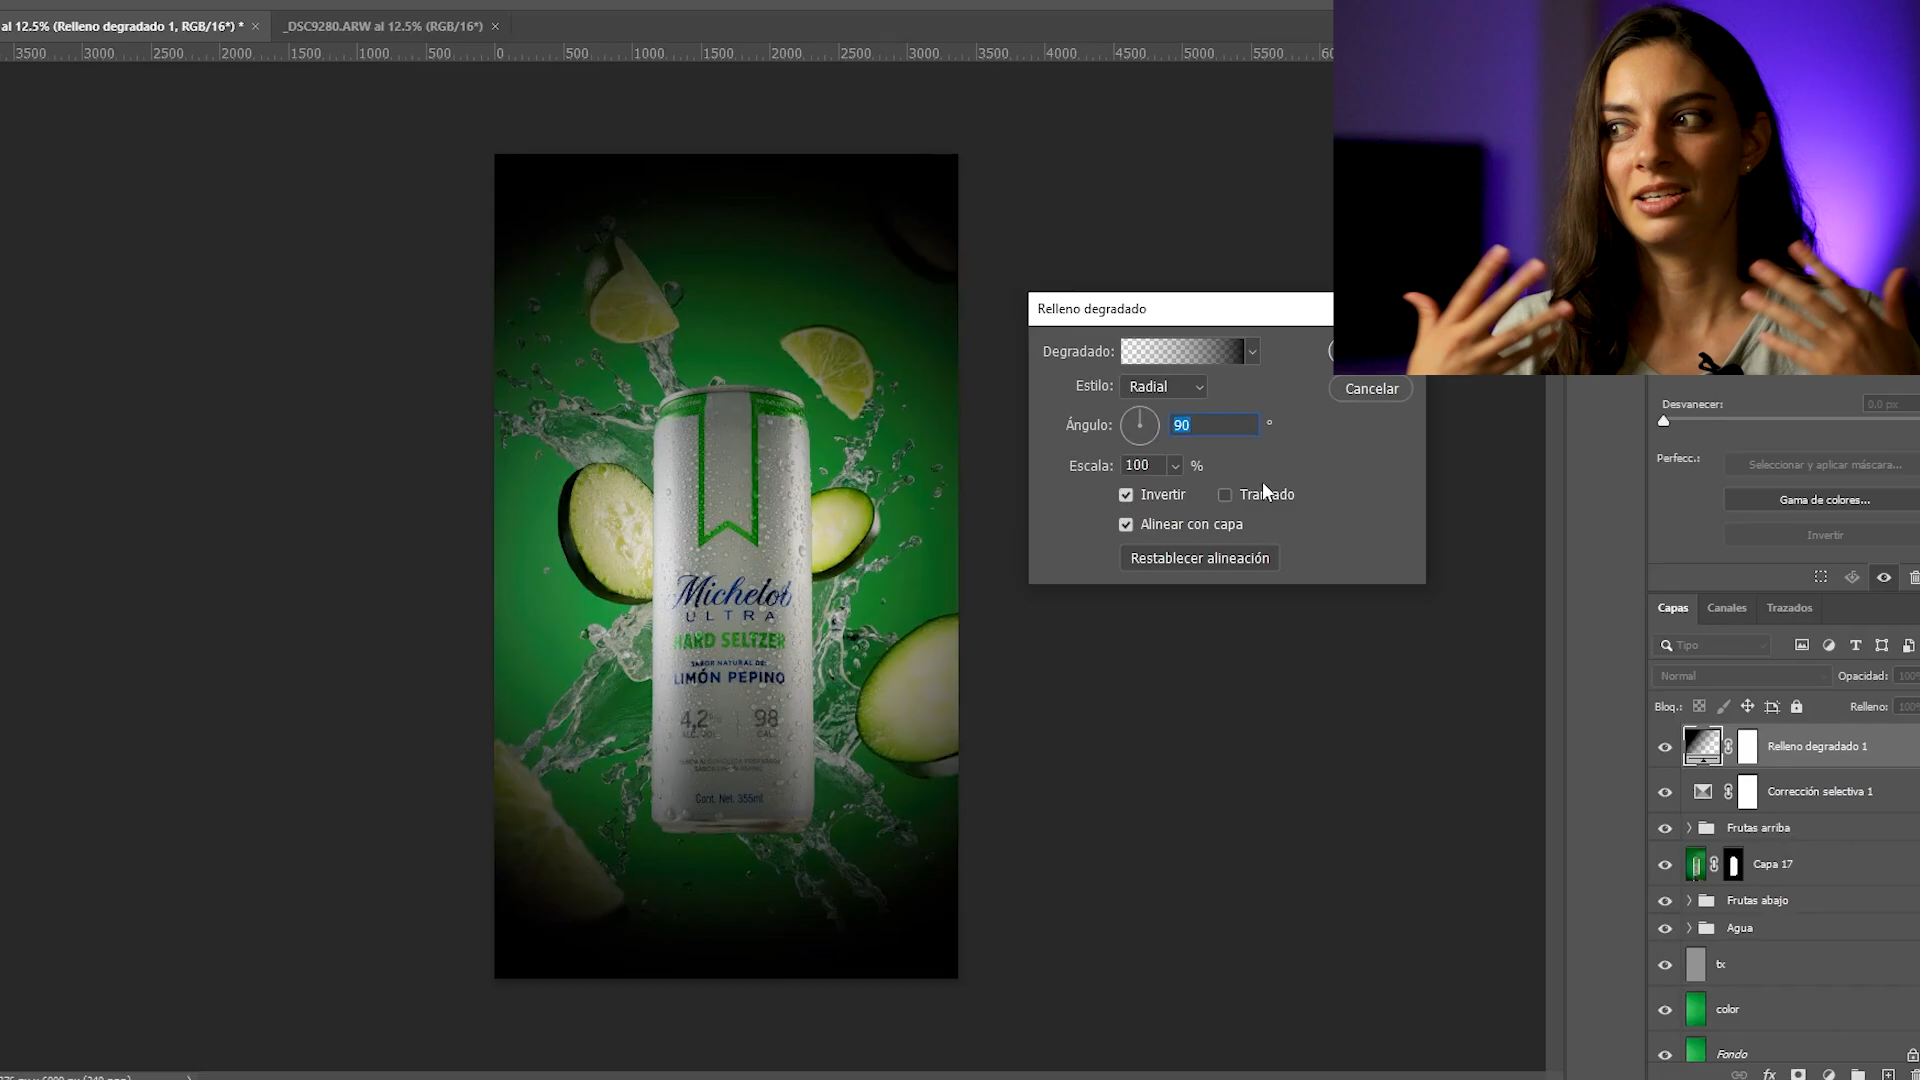 al 12.5% (Relleno degradado 1, RGB/16*) *
_DSC9280.ARW al 12.5% (RGB/16*)
3500 3000 2500 2000 1500 1000 500 0 500 1000 1500 2000 2500 3000 3500 4000 4500 5000 5500
Relleno degradado
Degradado:
Estilo: Radial
Cancelar
Ángulo: 90 °
Escala: 100 %
Invertir
Alinear con capa
Restablecer alineación
Michelob
ULTRA
HARD SELTZER
SABOR NATURAL DE:
LIMÓN PEPINO
4,2%
ALC. VOL.
98
CAL.
Cont. Net. 355ml
Desvanecer: 0.0 px
Perfecc.: Seleccionar y aplicar máscara...
Gama de colores...
Invertir
Capas Canales Trazados
Tipo
Normal Opacidad:
Bloq.: Relleno:
Relleno degradado 1
Corrección selectiva 1
Frutas arriba
Capa 17
Frutas abajo
Agua
tx
color
Fondo
fx